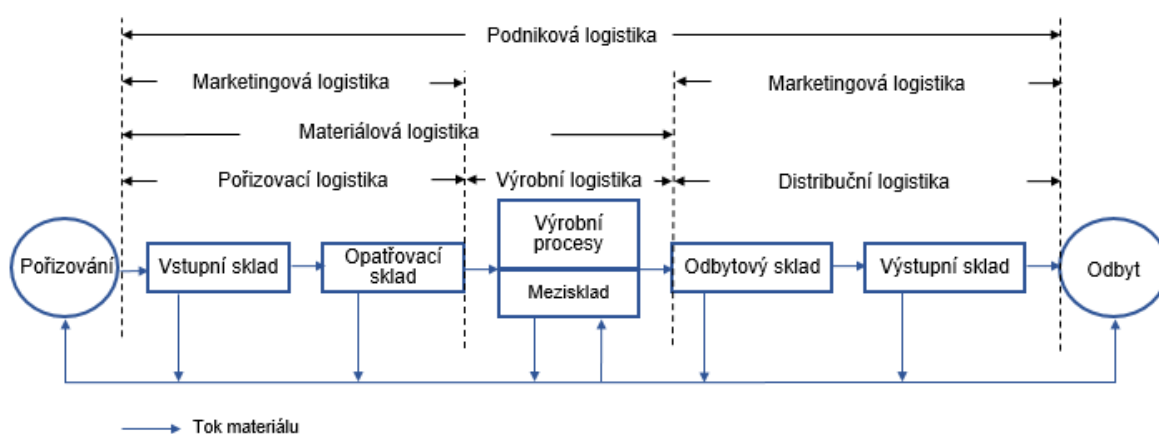 Podniková logistika
Marketingová logistika
Marketingová logistika
Materiálová logistika
Pořizovací logistika
Výrobní logistika
Distribuční logistika
Pořizování
Vstupní sklad
Opatřovací
sklad
Výrobní
procesy
Mezisklad
Odbytový sklad
Výstupní sklad
Odbyt
Tok materiálu